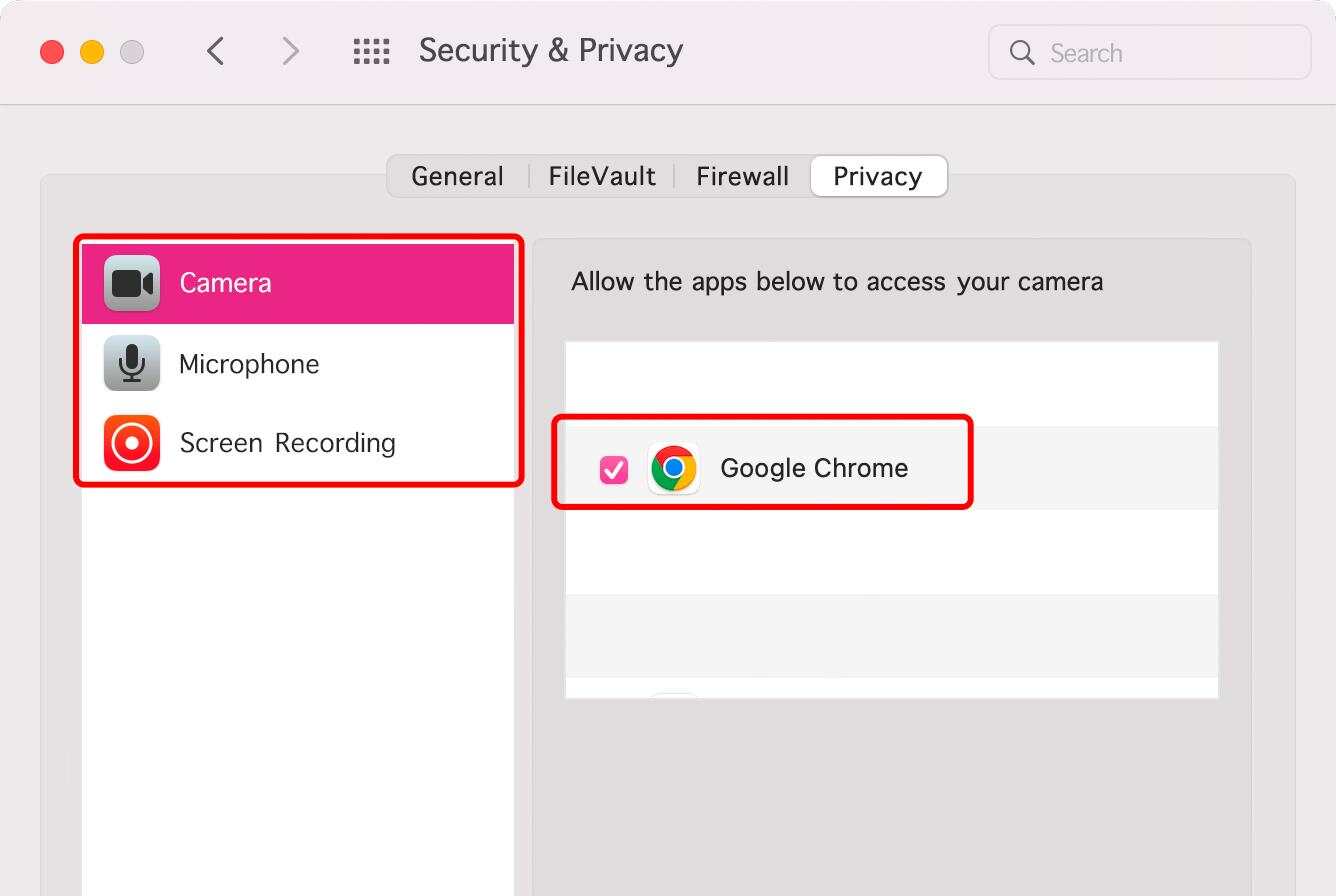 Security & Privacy
Search
General
FileVault
Firewall
Privacy
Camera
Microphone
Screen Recording
Allow the apps below to access your camera
Google Chrome